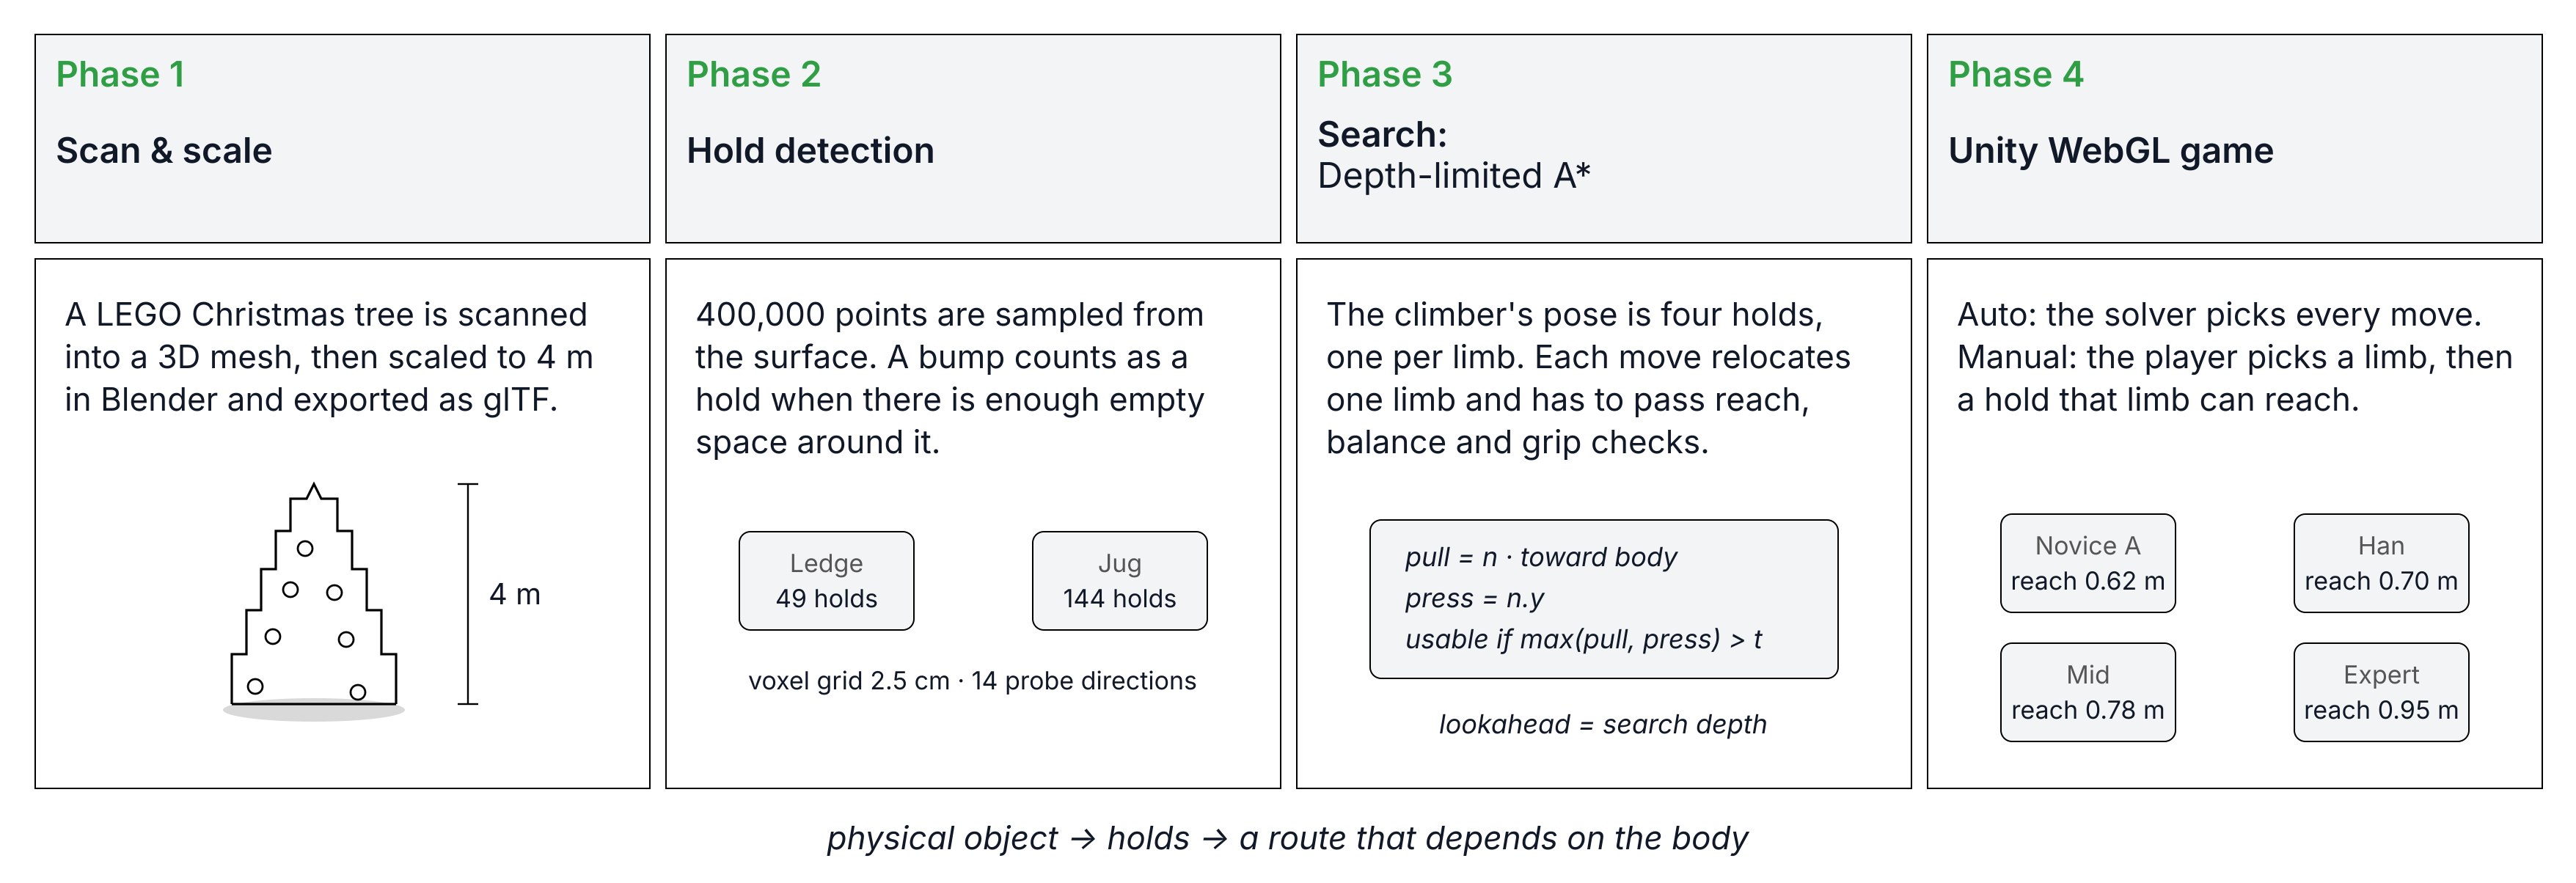 Phase 1
Scan & scale
A LEGO Christmas tree is scanned
into a 3D mesh, then scaled to 4 m
in Blender and exported as glTF.
4 m
Phase 2
Hold detection
400,000 points are sampled from
the surface. A bump counts as a
hold when there is enough empty
space around it.
Ledge
49 holds
Jug
144 holds
voxel grid 2.5 cm · 14 probe directions
Phase 3
Search:
Depth-limited A*
The climber's pose is four holds,
one per limb. Each move relocates
one limb and has to pass reach,
balance and grip checks.
pull = n · toward body
press = n.y
usable if max(pull, press) > t
lookahead = search depth
Phase 4
Unity WebGL game
Auto: the solver picks every move.
Manual: the player picks a limb, then
a hold that limb can reach.
Novice A
reach 0.62 m
Han
reach 0.70 m
Mid
reach 0.78 m
Expert
reach 0.95 m
physical object → holds → a route that depends on the body